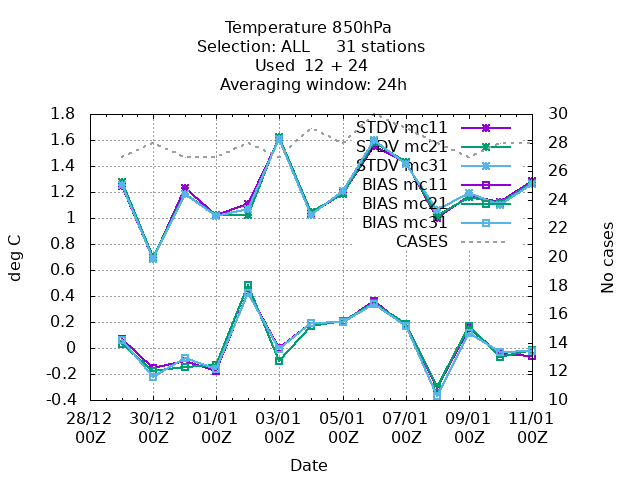 Temperature 850hPa
Selection: ALL     31 stations
Used  12 + 24
Averaging window: 24h
1.8
1.6
1.4
1.2
1
0.8
0.6
0.4
0.2
0
-0.2
-0.4
deg C
30
28
26
24
22
20
18
16
14
12
10
No cases
STDV mc11
STDV mc21
STDV mc31
BIAS mc11
BIAS mc21
BIAS mc31
CASES
28/12 30/12 01/01 03/01 05/01 07/01 09/01 11/01
00Z 00Z 00Z 00Z 00Z 00Z 00Z 00Z
Date